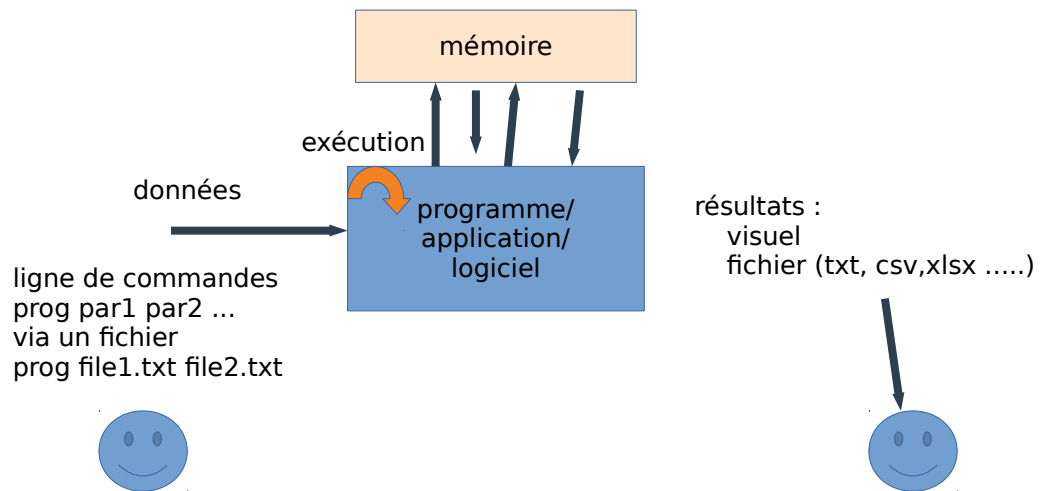 mémoire
exécution
données
programme/
application/
logiciel
résultats :
visuel
fichier (txt, csv,xlsx .....)
ligne de commandes
prog par1 par2 ...
via un fichier
prog file1.txt file2.txt